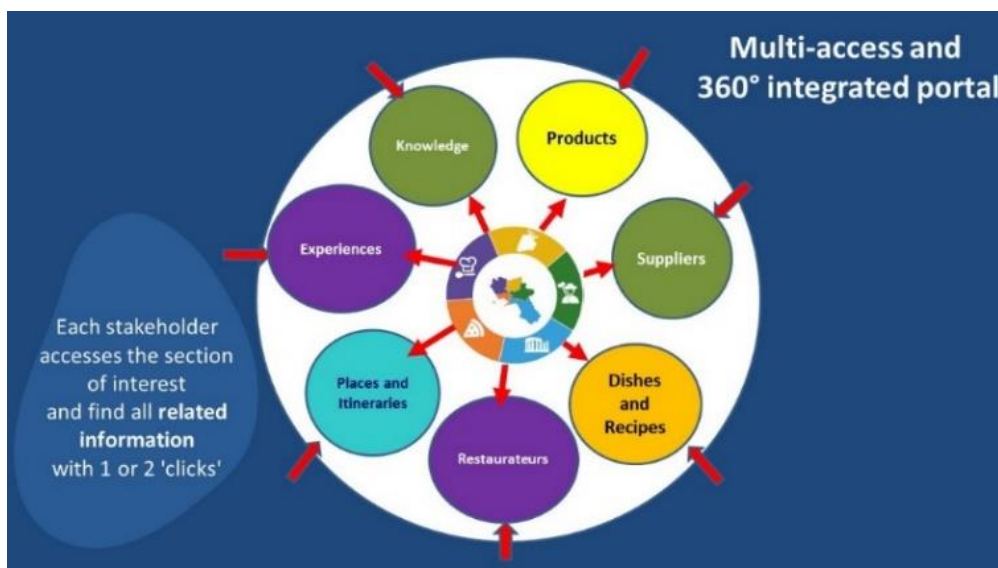 Multi-access and
360° integrated portal
Knowledge
Products
Experiences
Suppliers
Each stakeholder
accesses the section
of interest
and find all related
information
with 1 or 2 'clicks'
Places and
Itineraries
Dishes
and
Recipes
Restaurateurs